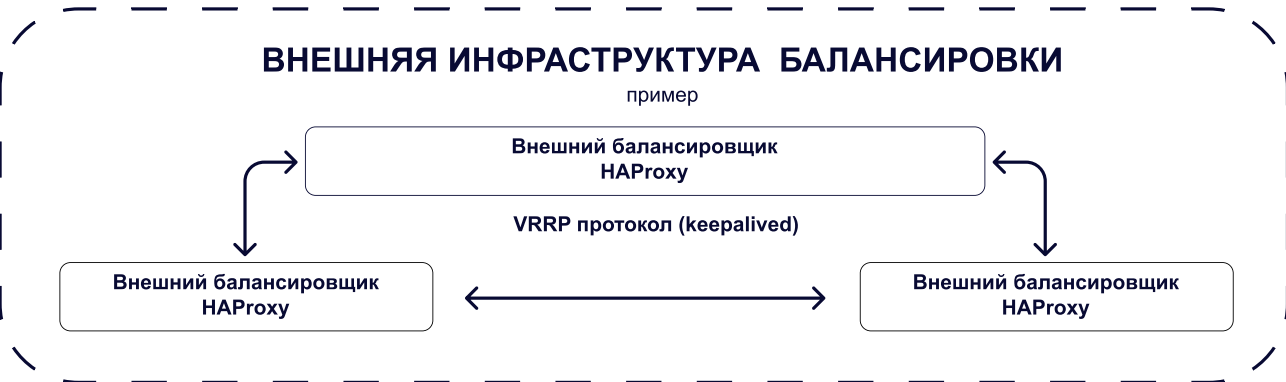 ВНЕШНЯЯ ИНФРАСТРУКТУРА БАЛАНСИРОВКИ
пример
Внешний балансировщик
HAProxy
VRRP протокол (keepalived)
Внешний балансировщик
HAProxy
Внешний балансировщик
HAProxy